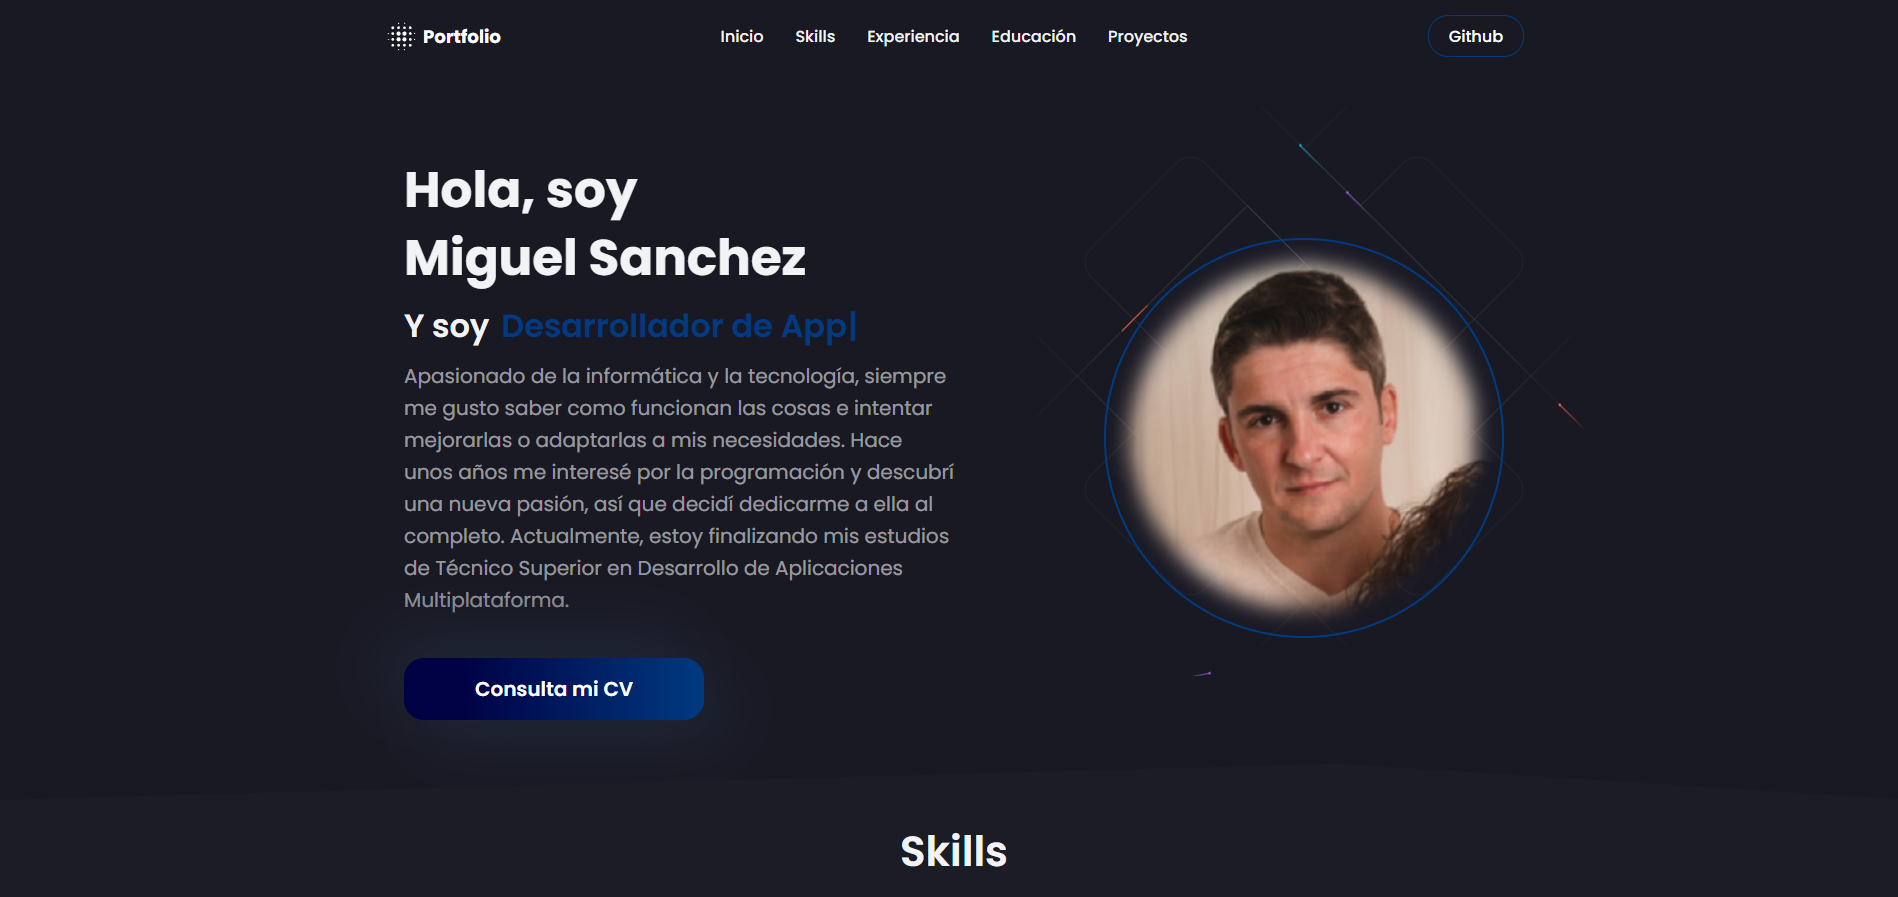 Portfolio
Inicio Skills Experiencia Educación Proyectos
Github
Hola, soy
Miguel Sanchez
Y soy Desarrollador de App|
Apasionado de la informática y la tecnología, siempre
me gusto saber como funcionan las cosas e intentar
mejorarlas o adaptarlas a mis necesidades. Hace
unos años me interesé por la programación y descubrí
una nueva pasión, así que decidí dedicarme a ella al
completo. Actualmente, estoy finalizando mis estudios
de Técnico Superior en Desarrollo de Aplicaciones
Multiplataforma.
Consulta mi CV
Skills